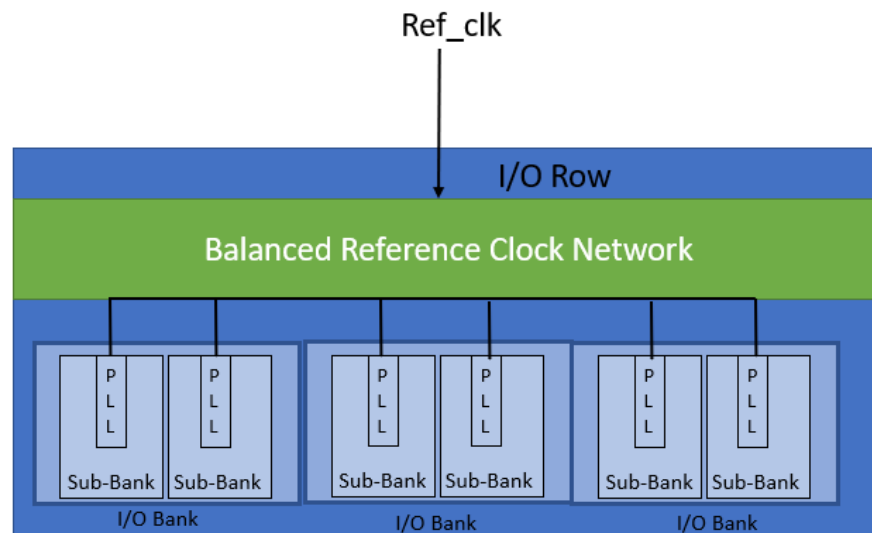 Ref_clk
I/O Row
Balanced Reference Clock Network
P P P P P P
L L L L L L
L L L L L L
Sub-Bank Sub-Bank Sub-Bank Sub-Bank Sub-Bank Sub-Bank
I/O Bank I/O Bank I/O Bank